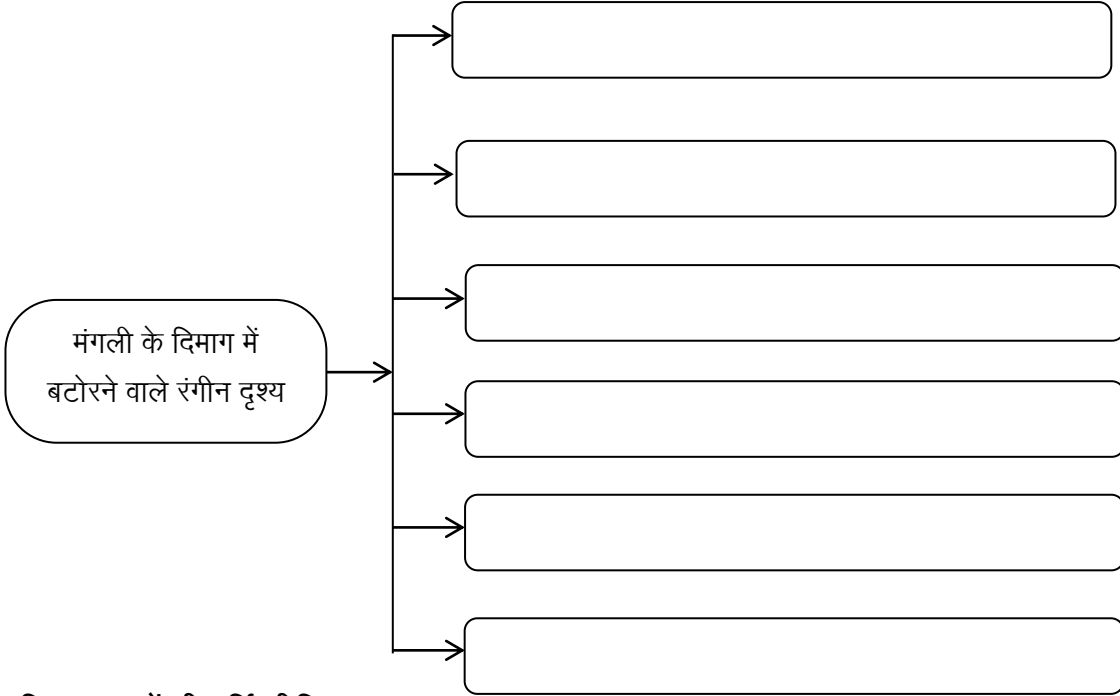 मंगली के दिमाग में
बटोरने वाले रंगीन दृश्य